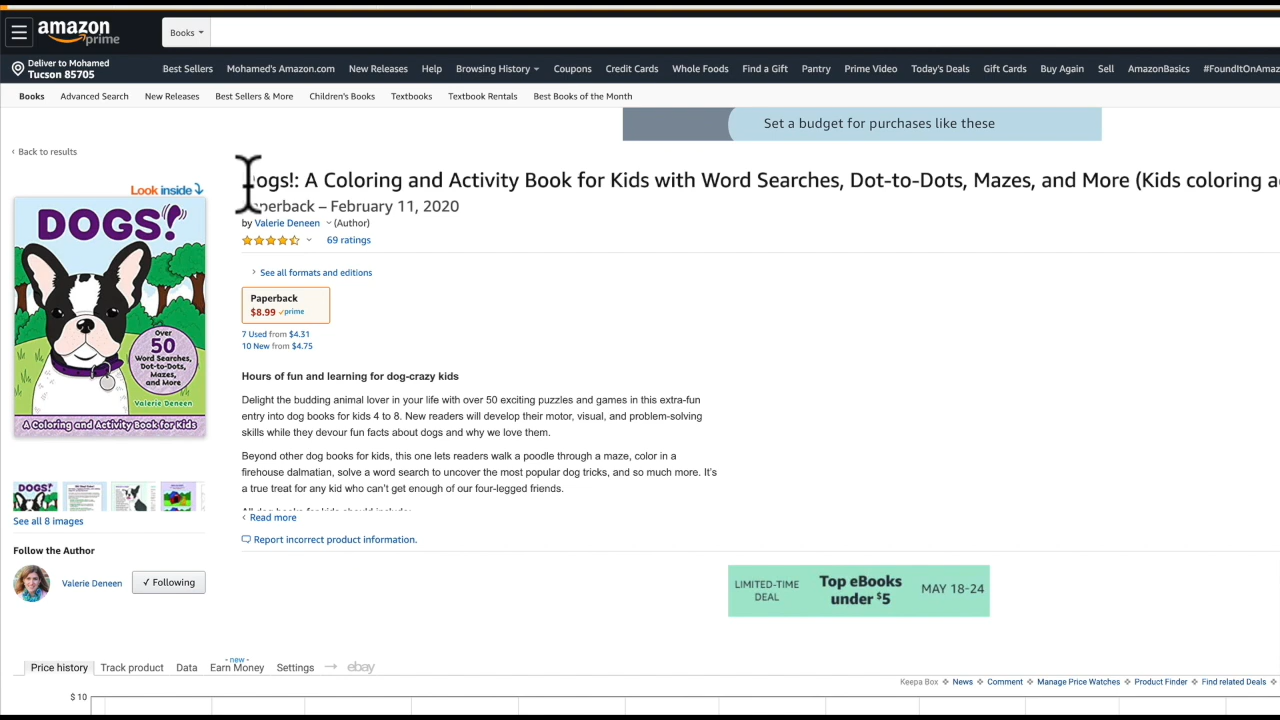 amazon
prime
Books
Deliver to Mohamed
Tucson 85705
Best Sellers Mohamed's Amazon.com New Releases Help Browsing History Coupons Credit Cards Whole Foods Find a Gift Pantry Prime Video Today's Deals Gift Cards Buy Again Sell AmazonBasics #FoundItOnAmaz
Books Advanced Search New Releases Best Sellers & More Children's Books Textbooks Textbook Rentals Best Books of the Month
Set a budget for purchases like these
‹ Back to results
Look inside
ogs!: A Coloring and Activity Book for Kids with Word Searches, Dot-to-Dots, Mazes, and More (Kids coloring a
perback – February 11, 2020
by Valerie Deneen (Author)
69 ratings
› See all formats and editions
Paperback
$8.99 ✓prime
7 Used from $4.31
10 New from $4.75
DOGS!
Over
50
Word Searches,
Dot-to-Dots,
Mazes,
and More
Valerie Deneen
A Coloring and Activity Book for Kids
Hours of fun and learning for dog-crazy kids
Delight the budding animal lover in your life with over 50 exciting puzzles and games in this extra-fun
entry into dog books for kids 4 to 8. New readers will develop their motor, visual, and problem-solving
skills while they devour fun facts about dogs and why we love them.
Beyond other dog books for kids, this one lets readers walk a poodle through a maze, color in a
firehouse dalmatian, solve a word search to uncover the most popular dog tricks, and so much more. It's
a true treat for any kid who can't get enough of our four-legged friends.
‹ Read more
DOGS!
See all 8 images
Report incorrect product information.
Follow the Author
Valerie Deneen ✓ Following
LIMITED-TIME
DEAL
Top eBooks
under $5
MAY 18-24
Price history Track product Data Earn Money - new - Settings → ebay
Keepa Box News Comment Manage Price Watches Product Finder Find related Deals
$ 10